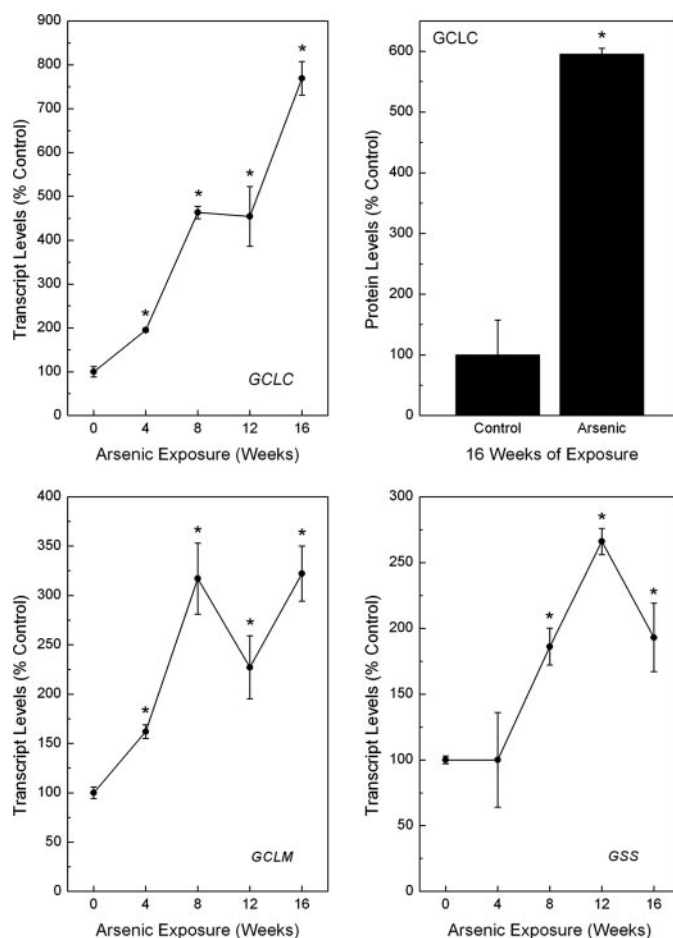 900
800
700
600
500
400
300
200
100
0
Transcript Levels (% Control)
*
*
*
*
GCLC
0 4 8 12 16
Arsenic Exposure (Weeks)
GCLC
600
500
400
300
200
100
0
Protein Levels (% Control)
*
Control Arsenic
16 Weeks of Exposure
400
350
300
250
200
150
100
50
0
Transcript Levels (% Control)
*
*
*
*
GCLM
0 4 8 12 16
Arsenic Exposure (Weeks)
300
250
200
150
100
50
0
Transcript Levels (% Control)
*
*
*
GSS
0 4 8 12 16
Arsenic Exposure (Weeks)